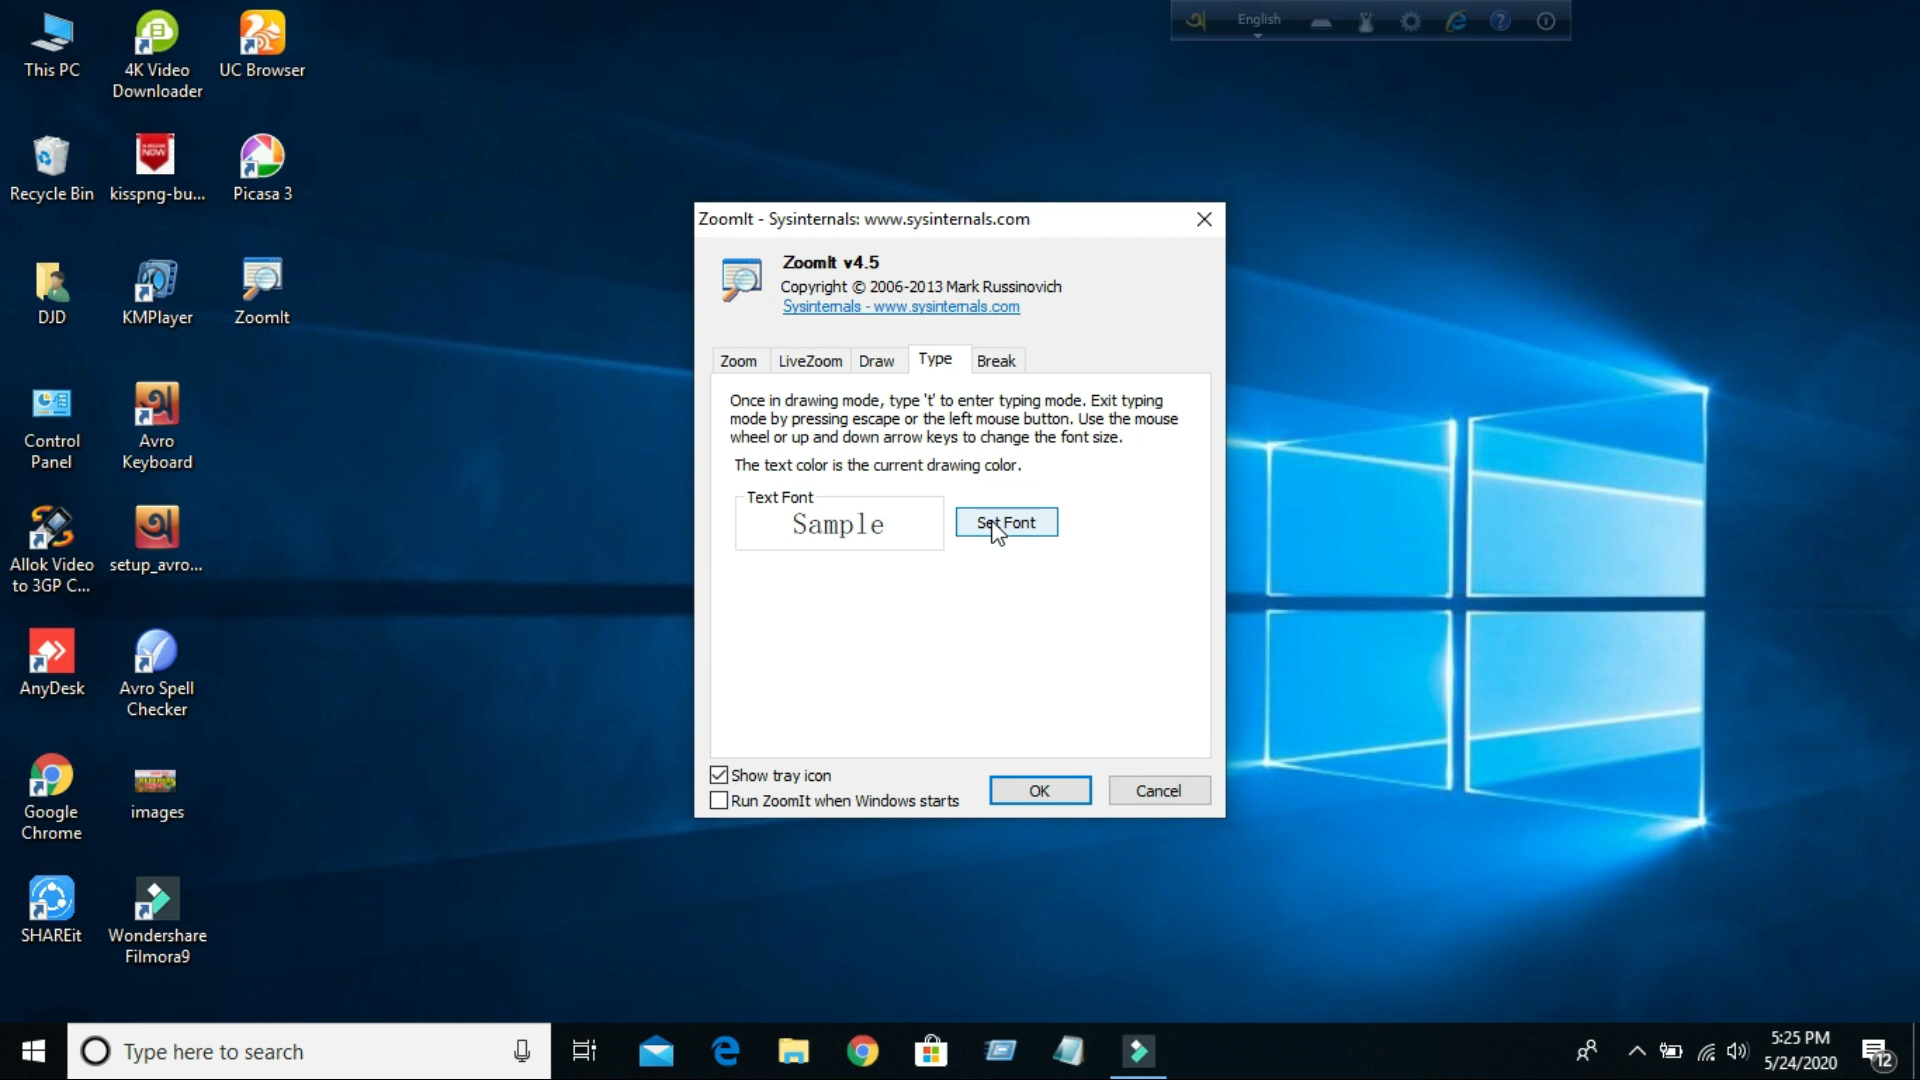 This PC
4K Video
Downloader
UC Browser
Recycle Bin
kisspng-bu...
Picasa 3
DJD
KMPlayer
ZoomIt
Control
Panel
Avro
Keyboard
Allok Video
to 3GP C...
setup_avro...
AnyDesk
Avro Spell
Checker
Google
Chrome
images
SHAREit
Wondershare
Filmora9
English
ZoomIt - Sysinternals: www.sysinternals.com
ZoomIt v4.5
Copyright © 2006-2013 Mark Russinovich
Sysinternals - www.sysinternals.com
Zoom
LiveZoom
Draw
Type
Break
Once in drawing mode, type 't' to enter typing mode. Exit typing
mode by pressing escape or the left mouse button. Use the mouse
wheel or up and down arrow keys to change the font size.
The text color is the current drawing color.
Text Font
Sample
Set Font
Show tray icon
Run ZoomIt when Windows starts
OK
Cancel
Type here to search
5:25 PM
5/24/2020
12